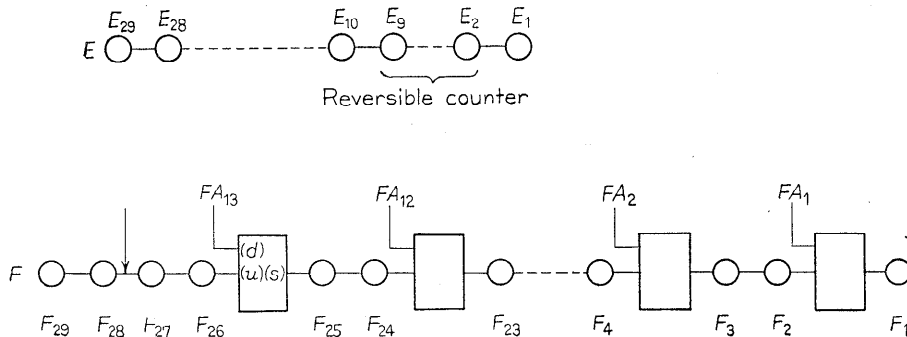 E₂₉ E₂₈ E₁₀ E₉ E₂ E₁
E
Reversible counter
FA₁₃ FA₁₂ FA₂ FA₁
(d)
F (u)(s)
F₂₉ F₂₈ F₂₇ F₂₆ F₂₅ F₂₄ F₂₃ F₄ F₃ F₂ F₁